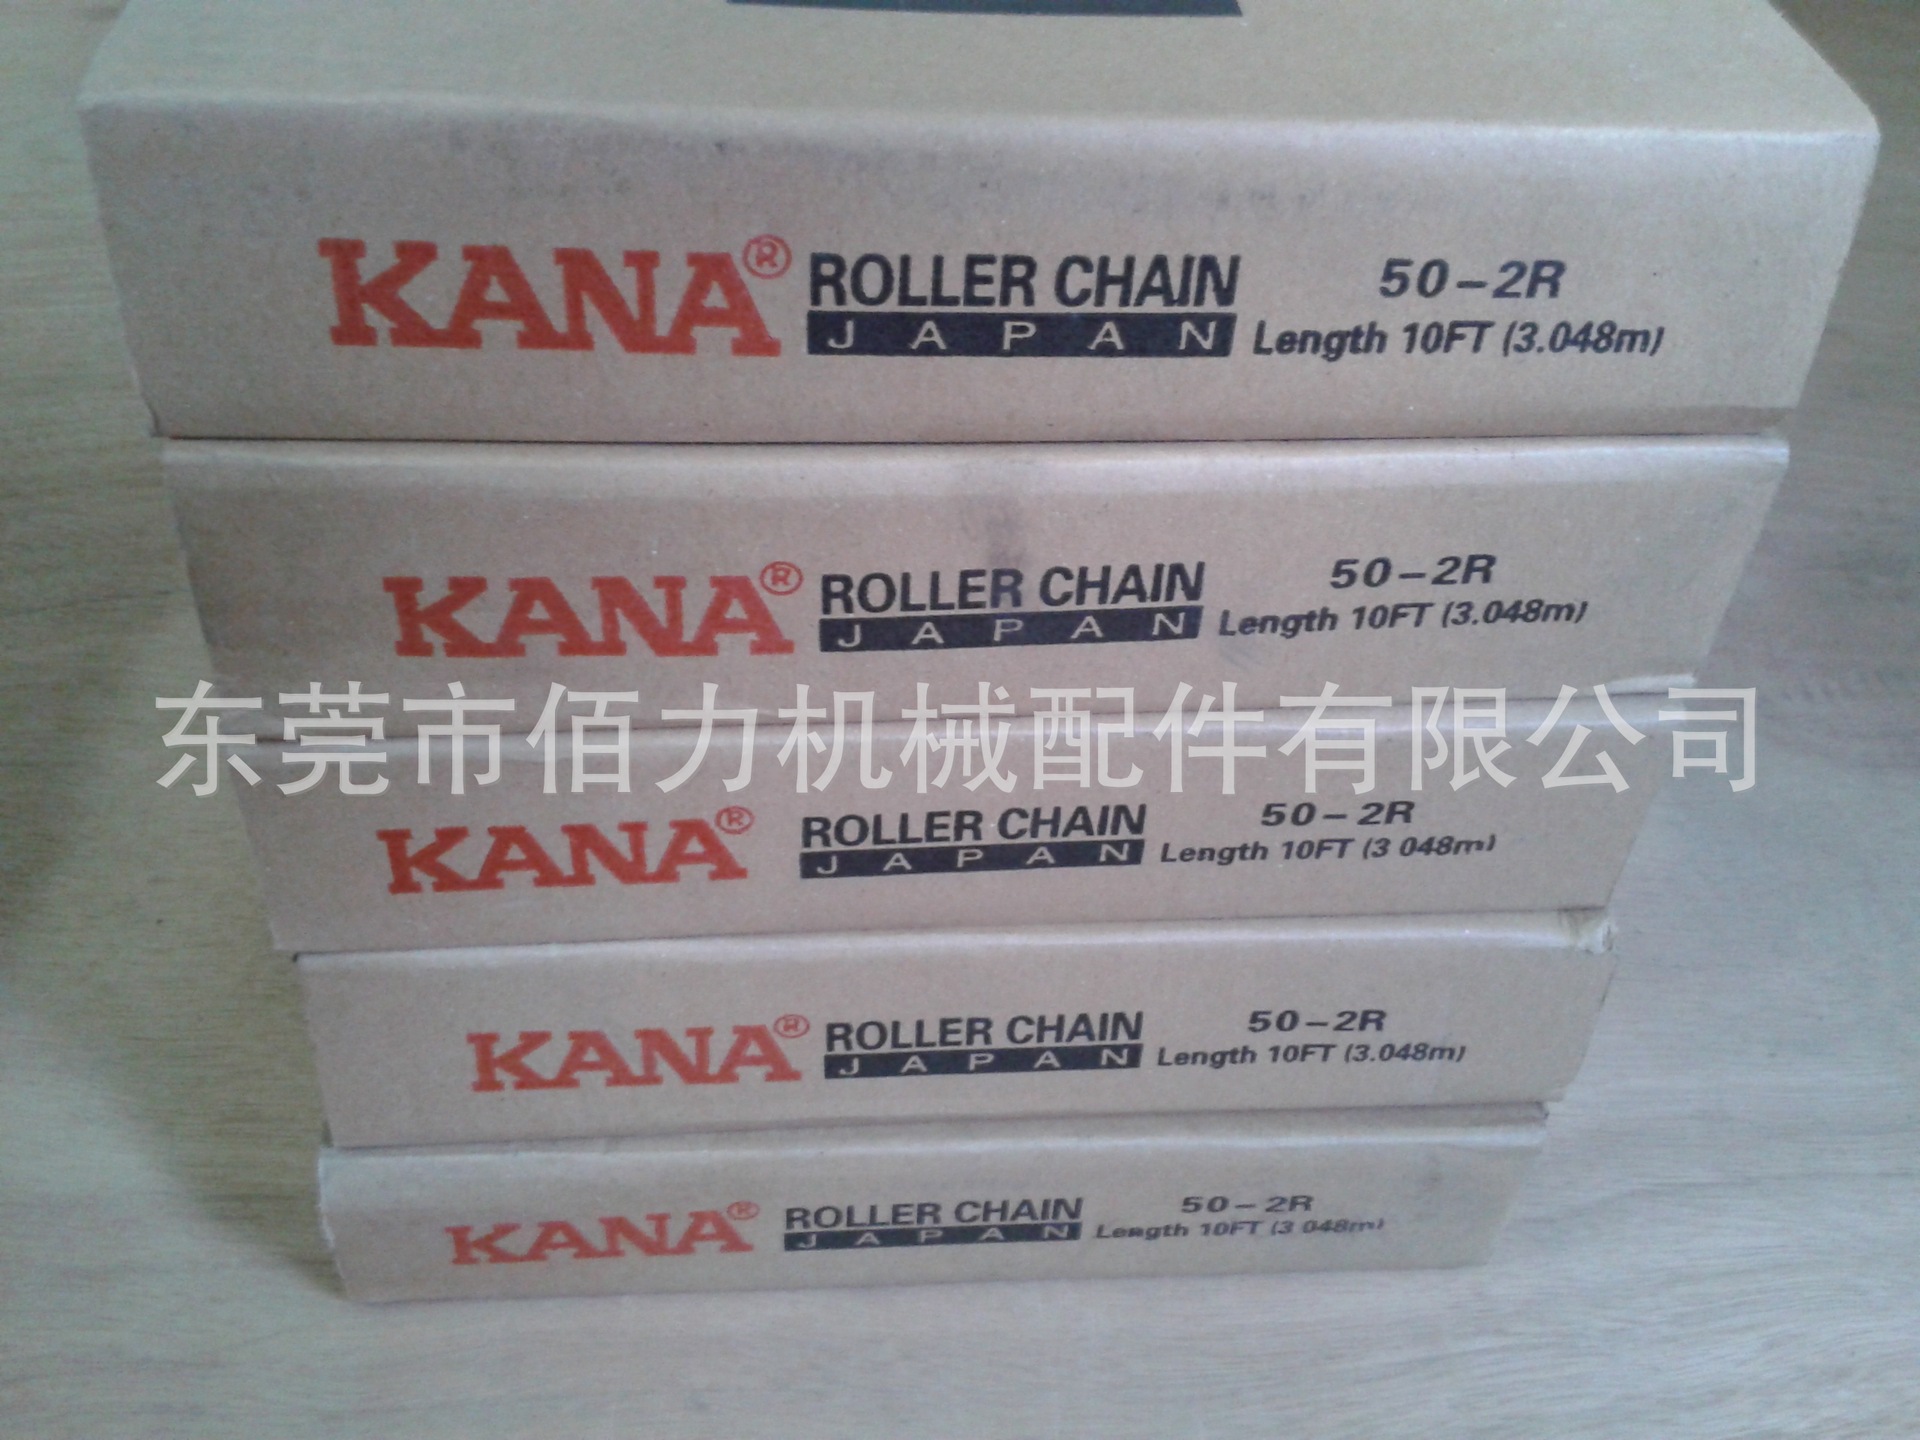 KANA® ROLLER CHAIN 50-2R
JAPAN Length 10FT (3.048m)
KANA® ROLLER CHAIN 50-2R
JAPAN Length 10FT (3.048m)
东莞市佰力机械配件有限公司
KANA® ROLLER CHAIN 50-2R
JAPAN Length 10FT (3 048m)
KANA® ROLLER CHAIN 50-2R
JAPAN Length 10FT (3.048m)
KANA® ROLLER CHAIN 50-2R
JAPAN Length 10FT (3 048m)